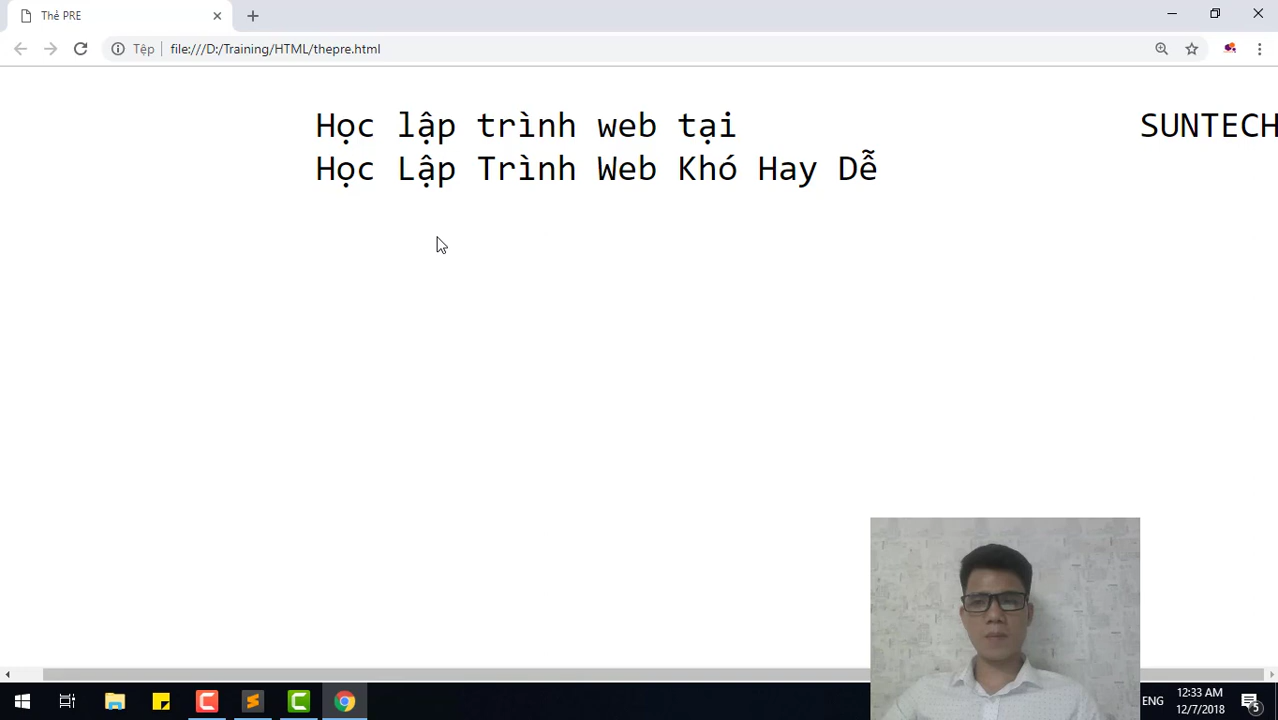 Thẻ PRE
Tệp file:///D:/Training/HTML/thepre.html
Học lập trình web tại SUNTECH
Học Lập Trình Web Khó Hay Dễ
ENG 12:33 AM
12/7/2018
5